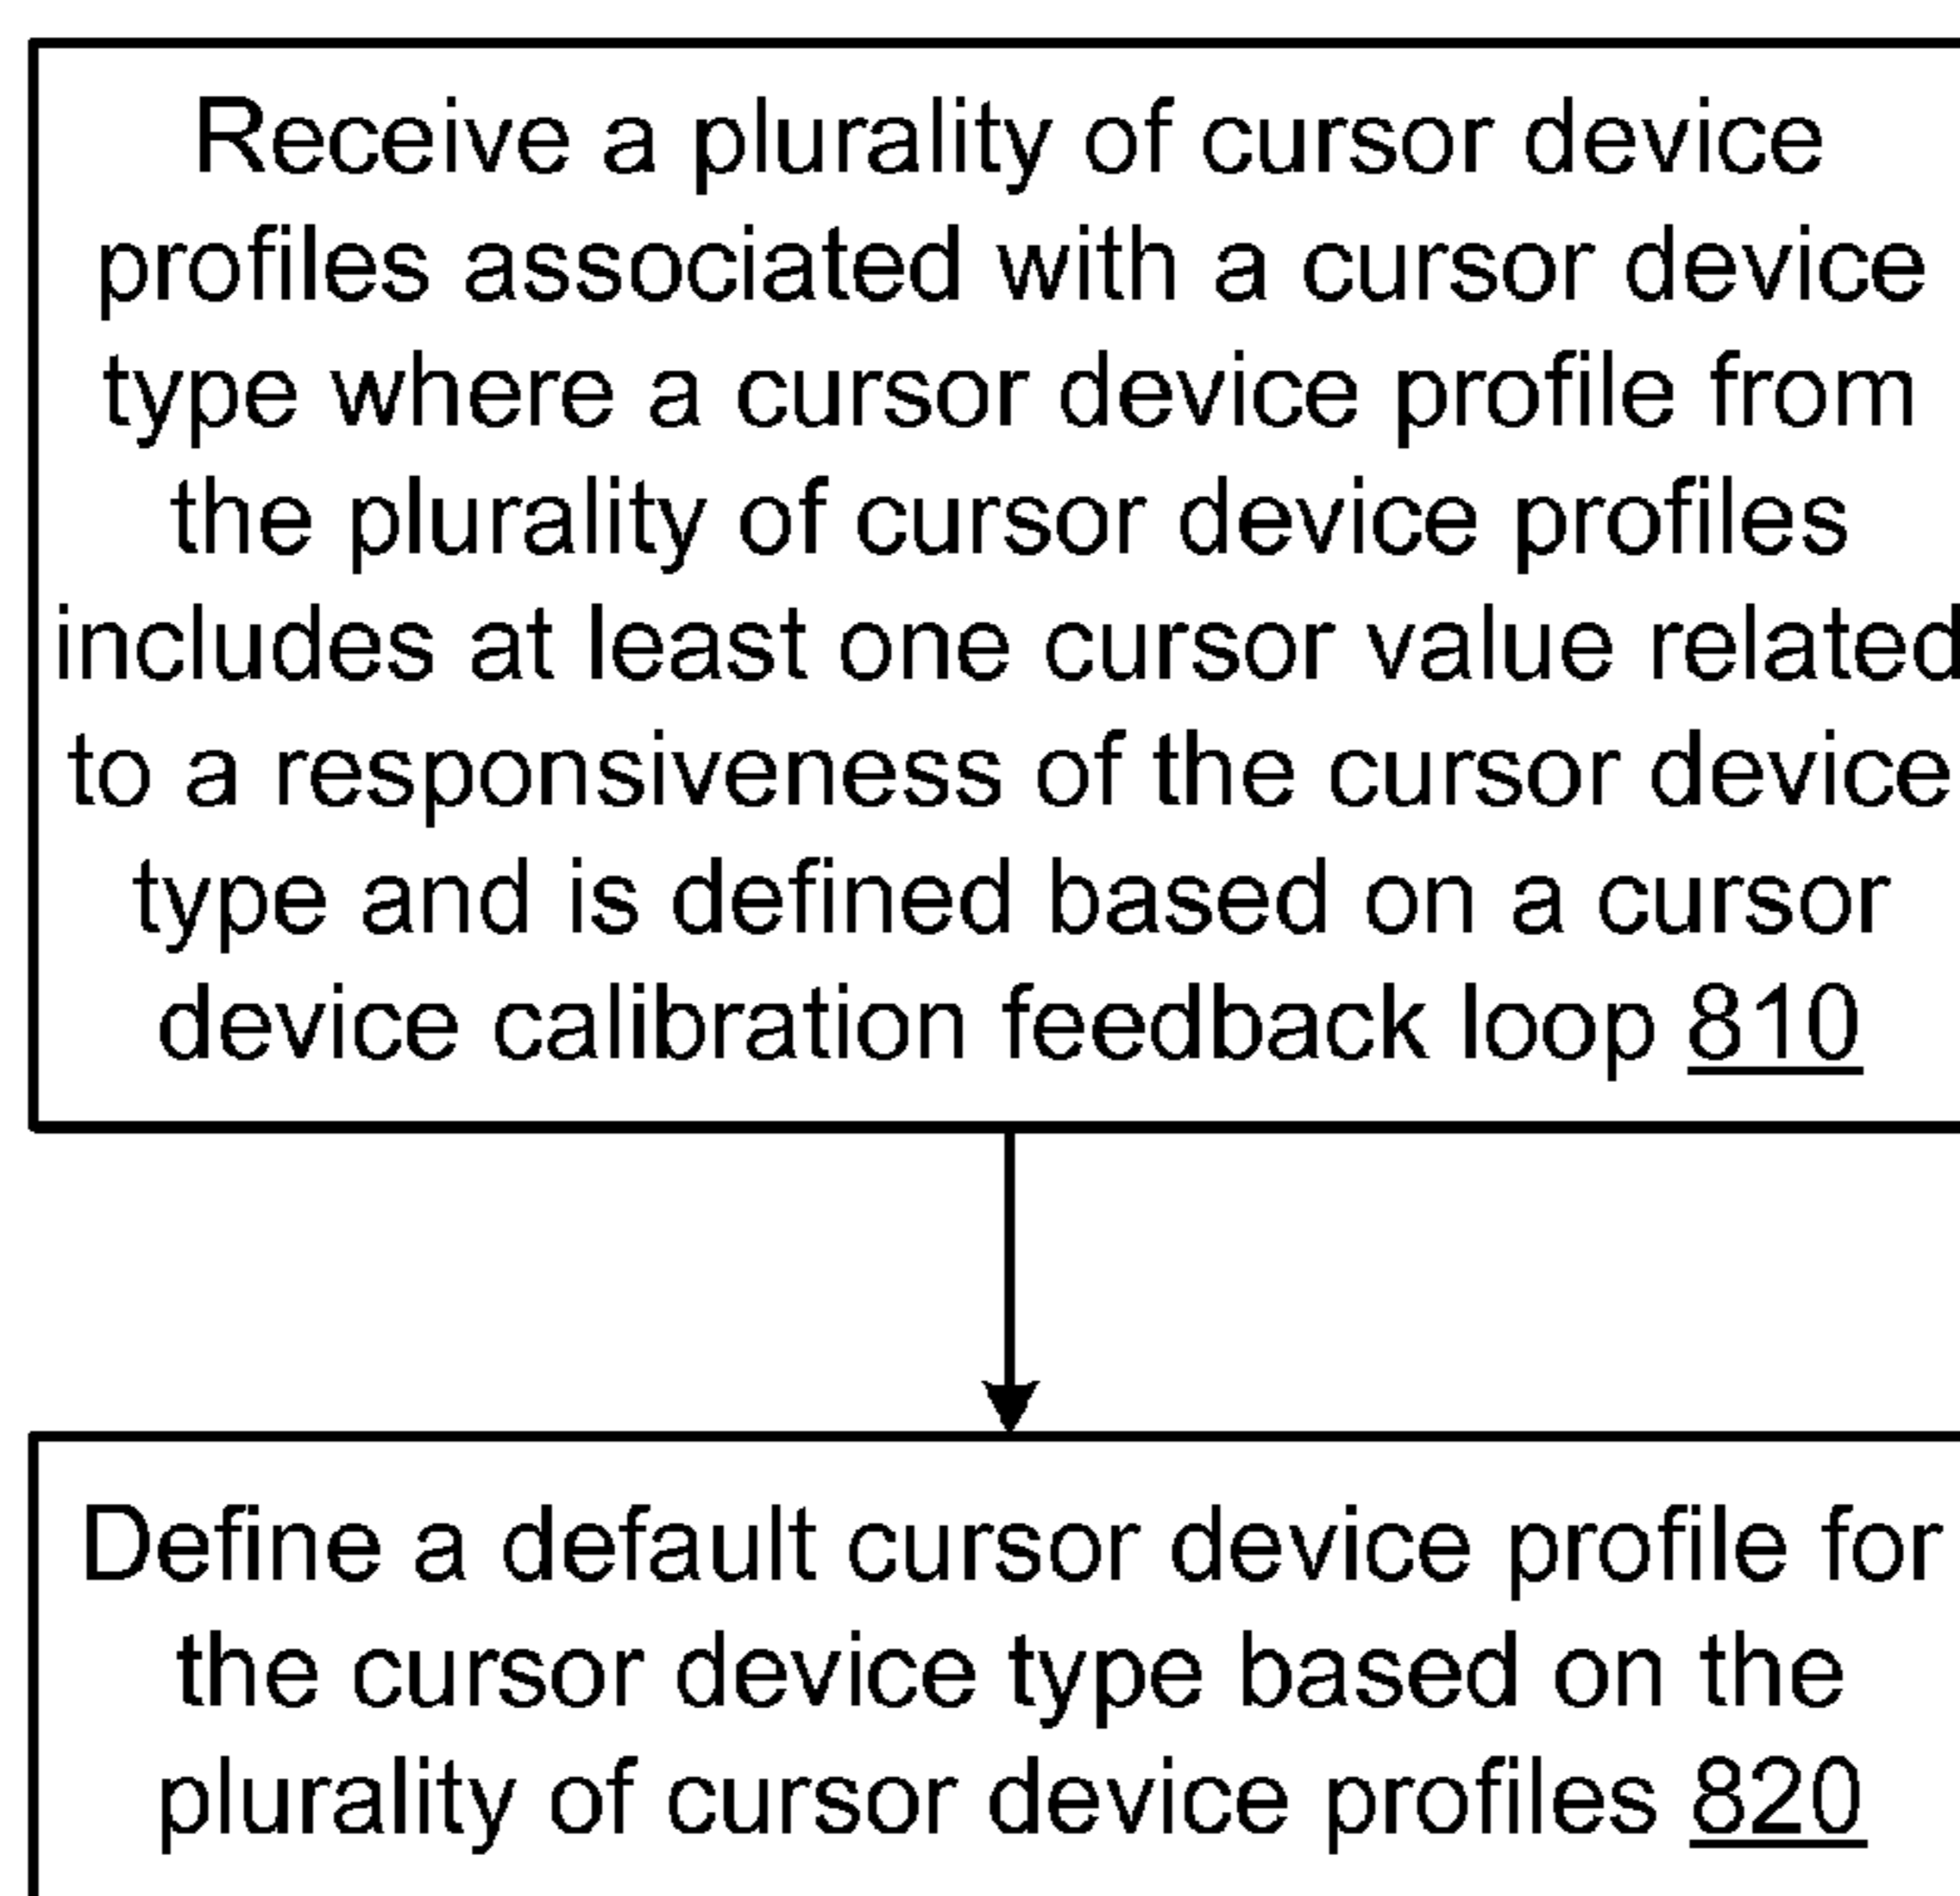 Receive a plurality of cursor device
profiles associated with a cursor device
type where a cursor device profile from
the plurality of cursor device profiles
includes at least one cursor value related
to a responsiveness of the cursor device
type and is defined based on a cursor
device calibration feedback loop 810
Define a default cursor device profile for
the cursor device type based on the
plurality of cursor device profiles 820